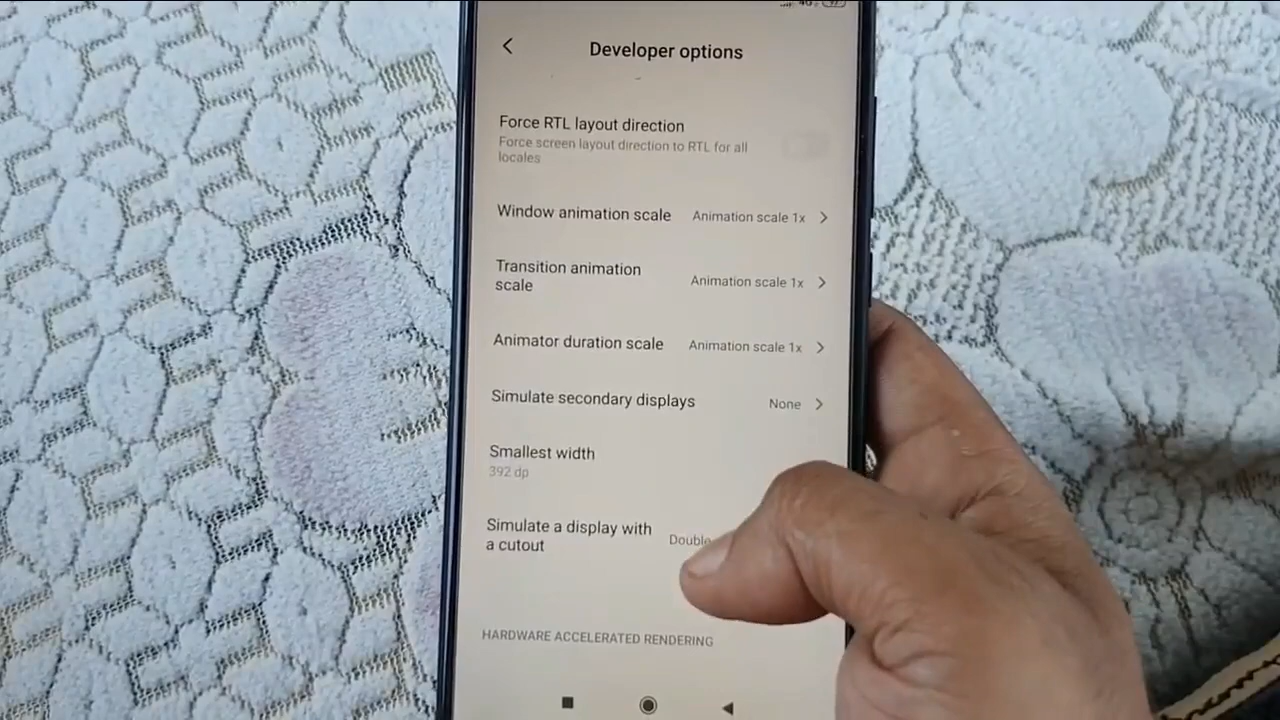 Developer options
Force RTL layout direction
Force screen layout direction to RTL for all
locales
Window animation scale Animation scale 1x
Transition animation
scale
Animation scale 1x
Animator duration scale Animation scale 1x
Simulate secondary displays None
Smallest width
392 dp
Simulate a display with
a cutout
Double
HARDWARE ACCELERATED RENDERING